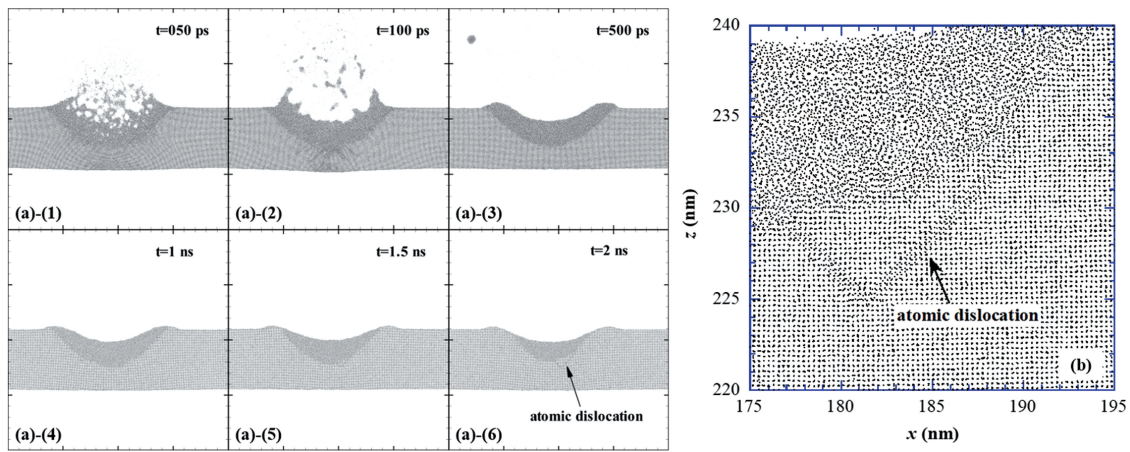 t=050 ps
t=100 ps
t=500 ps
(a)-(1)
(a)-(2)
(a)-(3)
t=1 ns
t=1.5 ns
t=2 ns
atomic dislocation
(a)-(4)
(a)-(5)
(a)-(6)
240
235
230
225
220
z (nm)
atomic dislocation
(b)
175
180
185
190
195
x (nm)